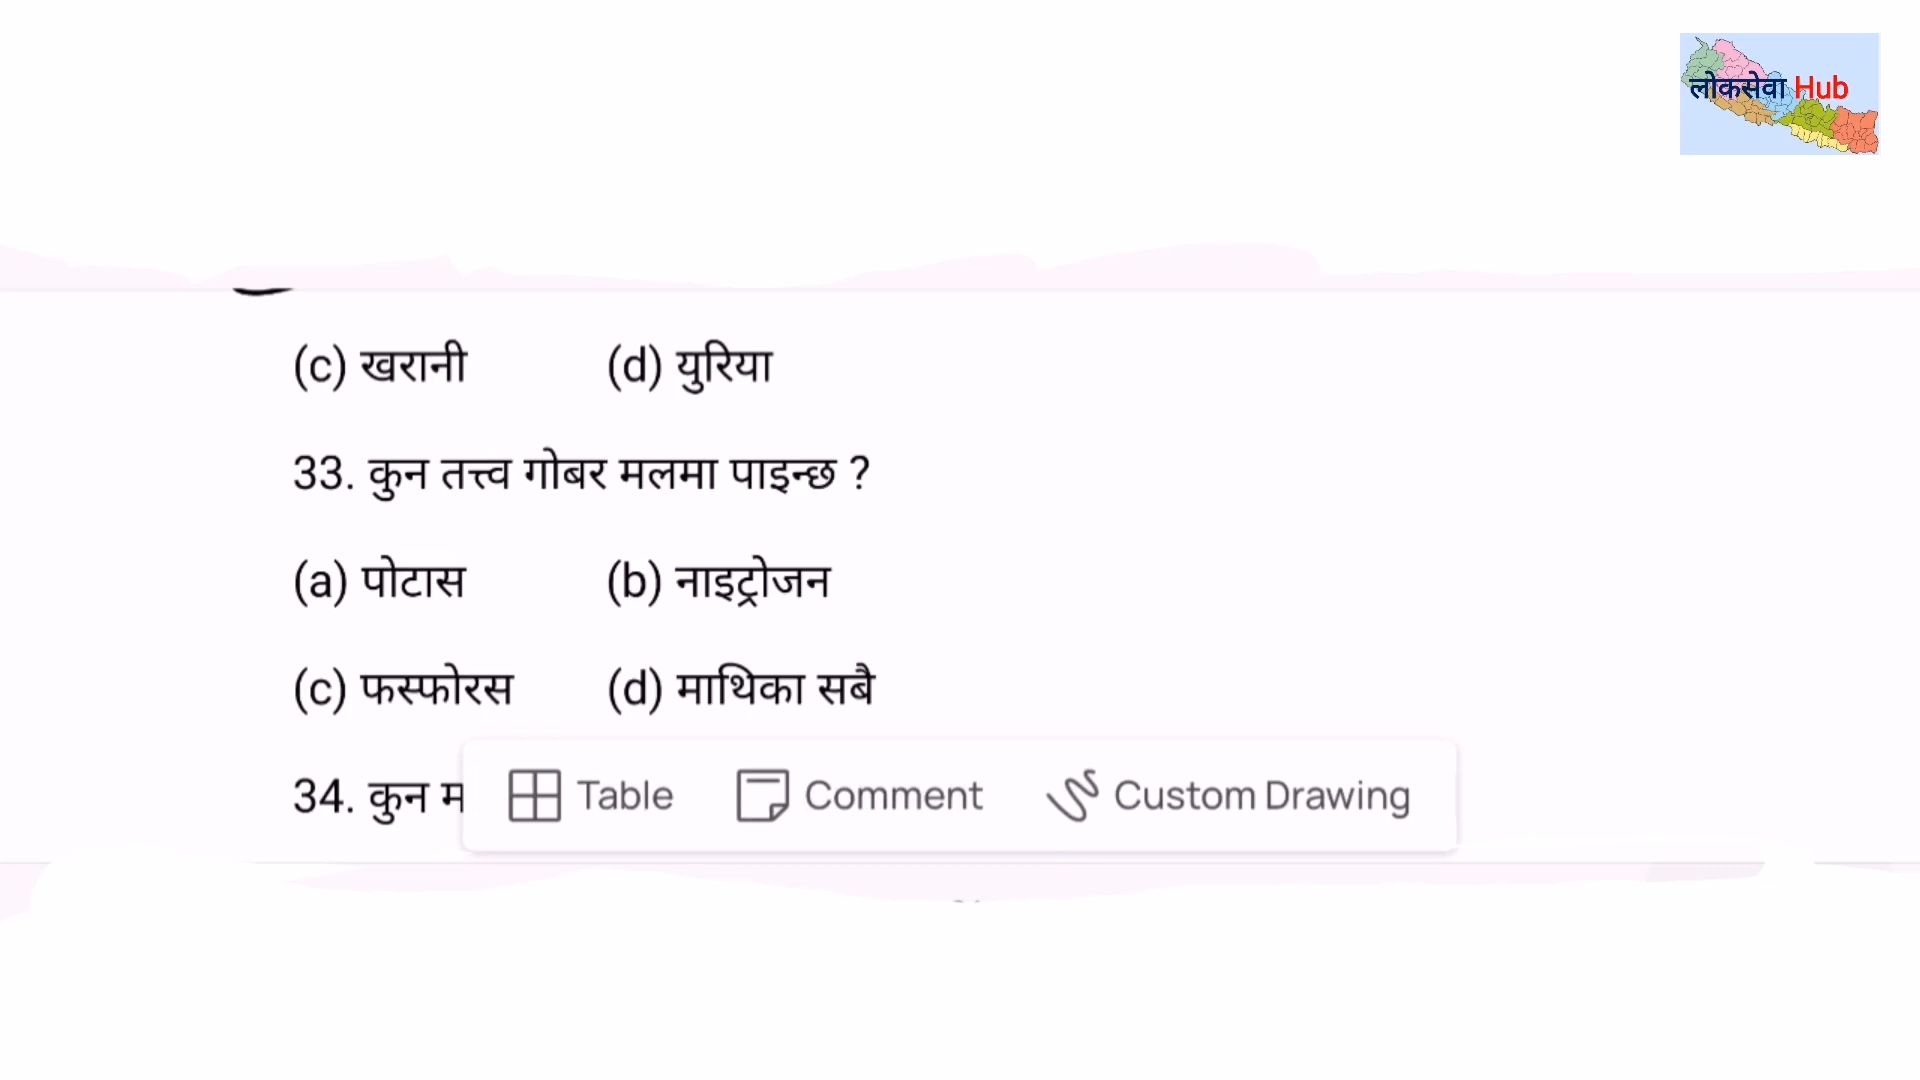 लोकसेवा Hub
(c) खरानी (d) युरिया
33. कुन तत्त्व गोबर मलमा पाइन्छ ?
(a) पोटास (b) नाइट्रोजन
(c) फस्फोरस (d) माथिका सबै
34. कुन Table Comment Custom Drawing